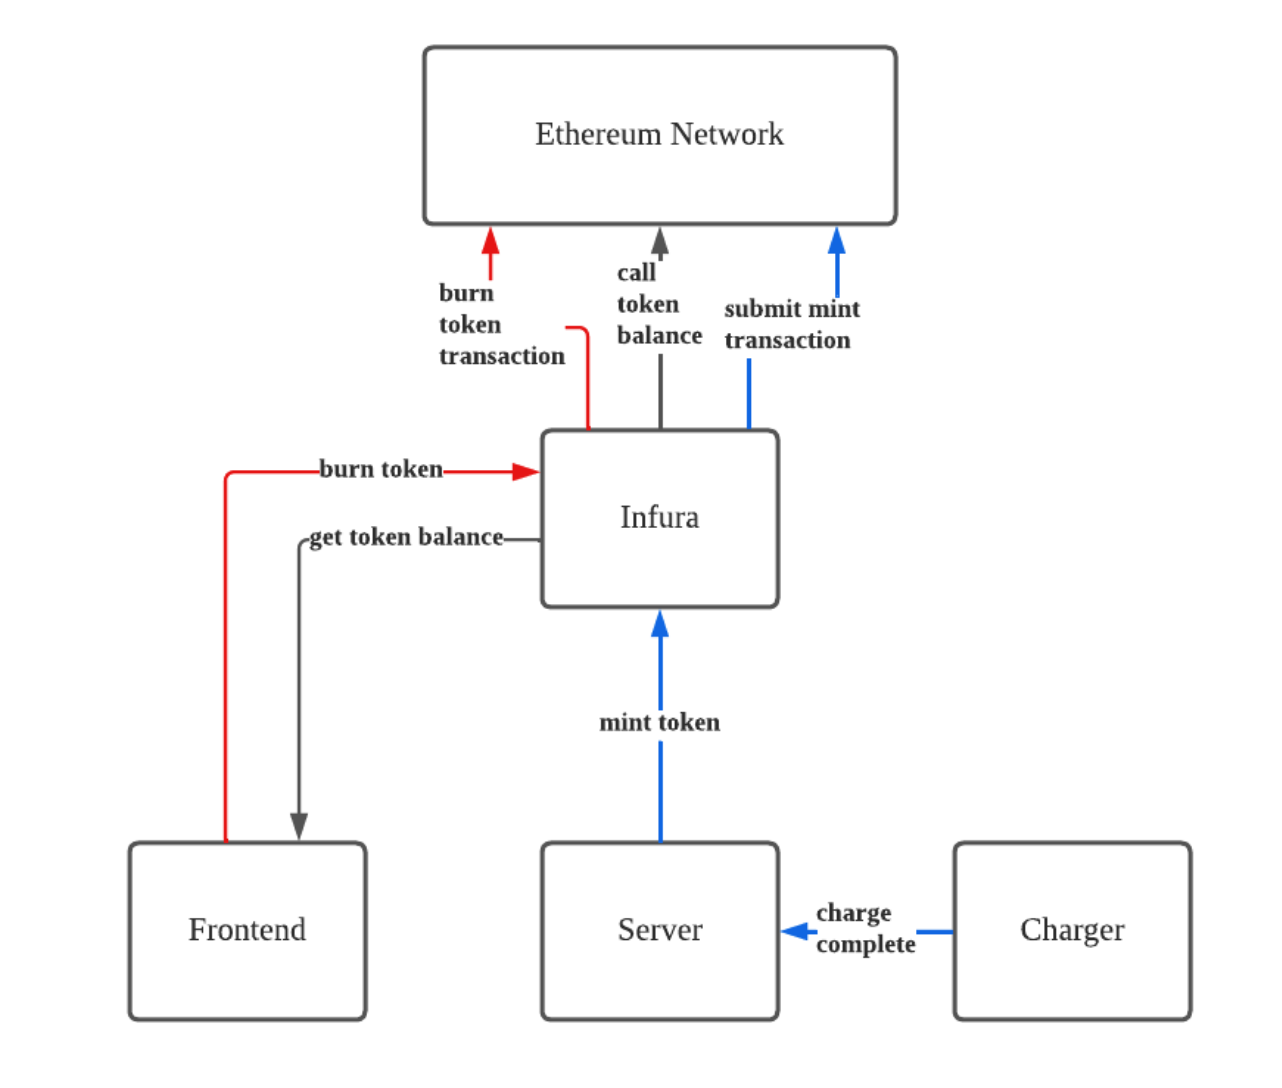 Ethereum Network
burn
token
transaction
call
token
balance
submit mint
transaction
burn token
get token balance
Infura
mint token
Frontend
Server
charge
complete
Charger